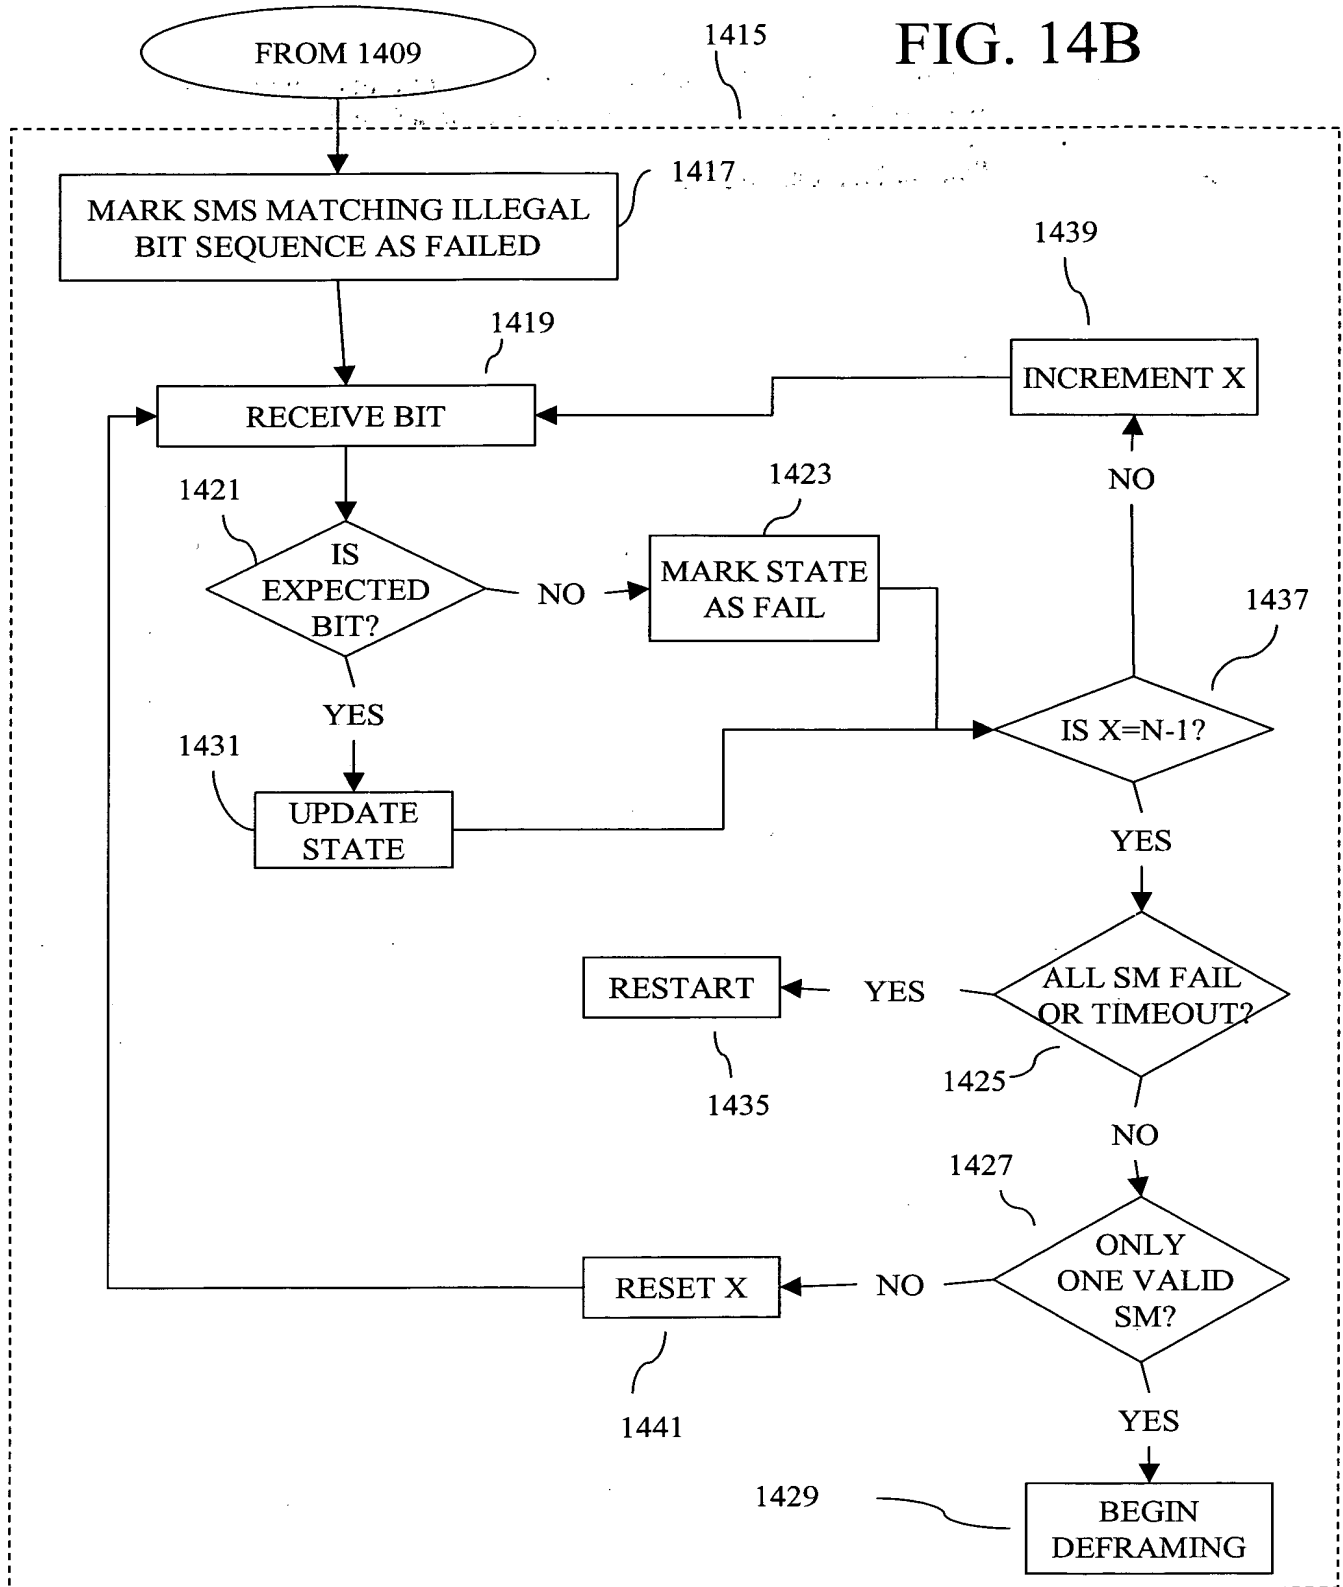 FROM 1409
1415
FIG. 14B
MARK SMS MATCHING ILLEGAL
BIT SEQUENCE AS FAILED
1417
1419
RECEIVE BIT
1439
INCREMENT X
NO
1421
IS
EXPECTED
BIT?
NO
1423
MARK STATE
AS FAIL
1437
IS X=N-1?
YES
1431
UPDATE
STATE
YES
ALL SM FAIL
OR TIMEOUT?
1425
YES
RESTART
1435
NO
1427
ONLY
ONE VALID
SM?
NO
RESET X
1441
YES
1429
BEGIN
DEFRAMING